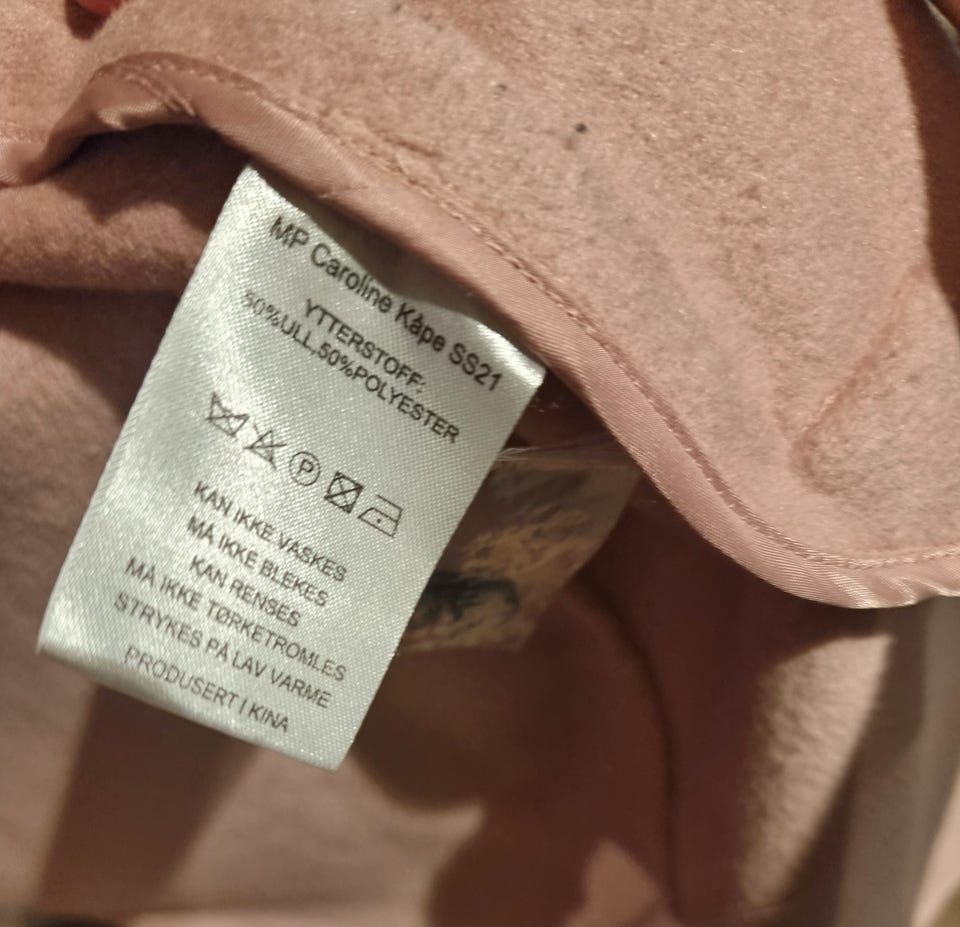 MP Caroline Kåpe SS21
YTTERSTOFF:
50%ULL,50%POLYESTER
P
KAN IKKE VASKES
MÅ IKKE BLEKES
KAN RENSES
MÅ IKKE TØRKETROMLES
STRYKES PÅ LAV VARME
PRODUSERT I KINA